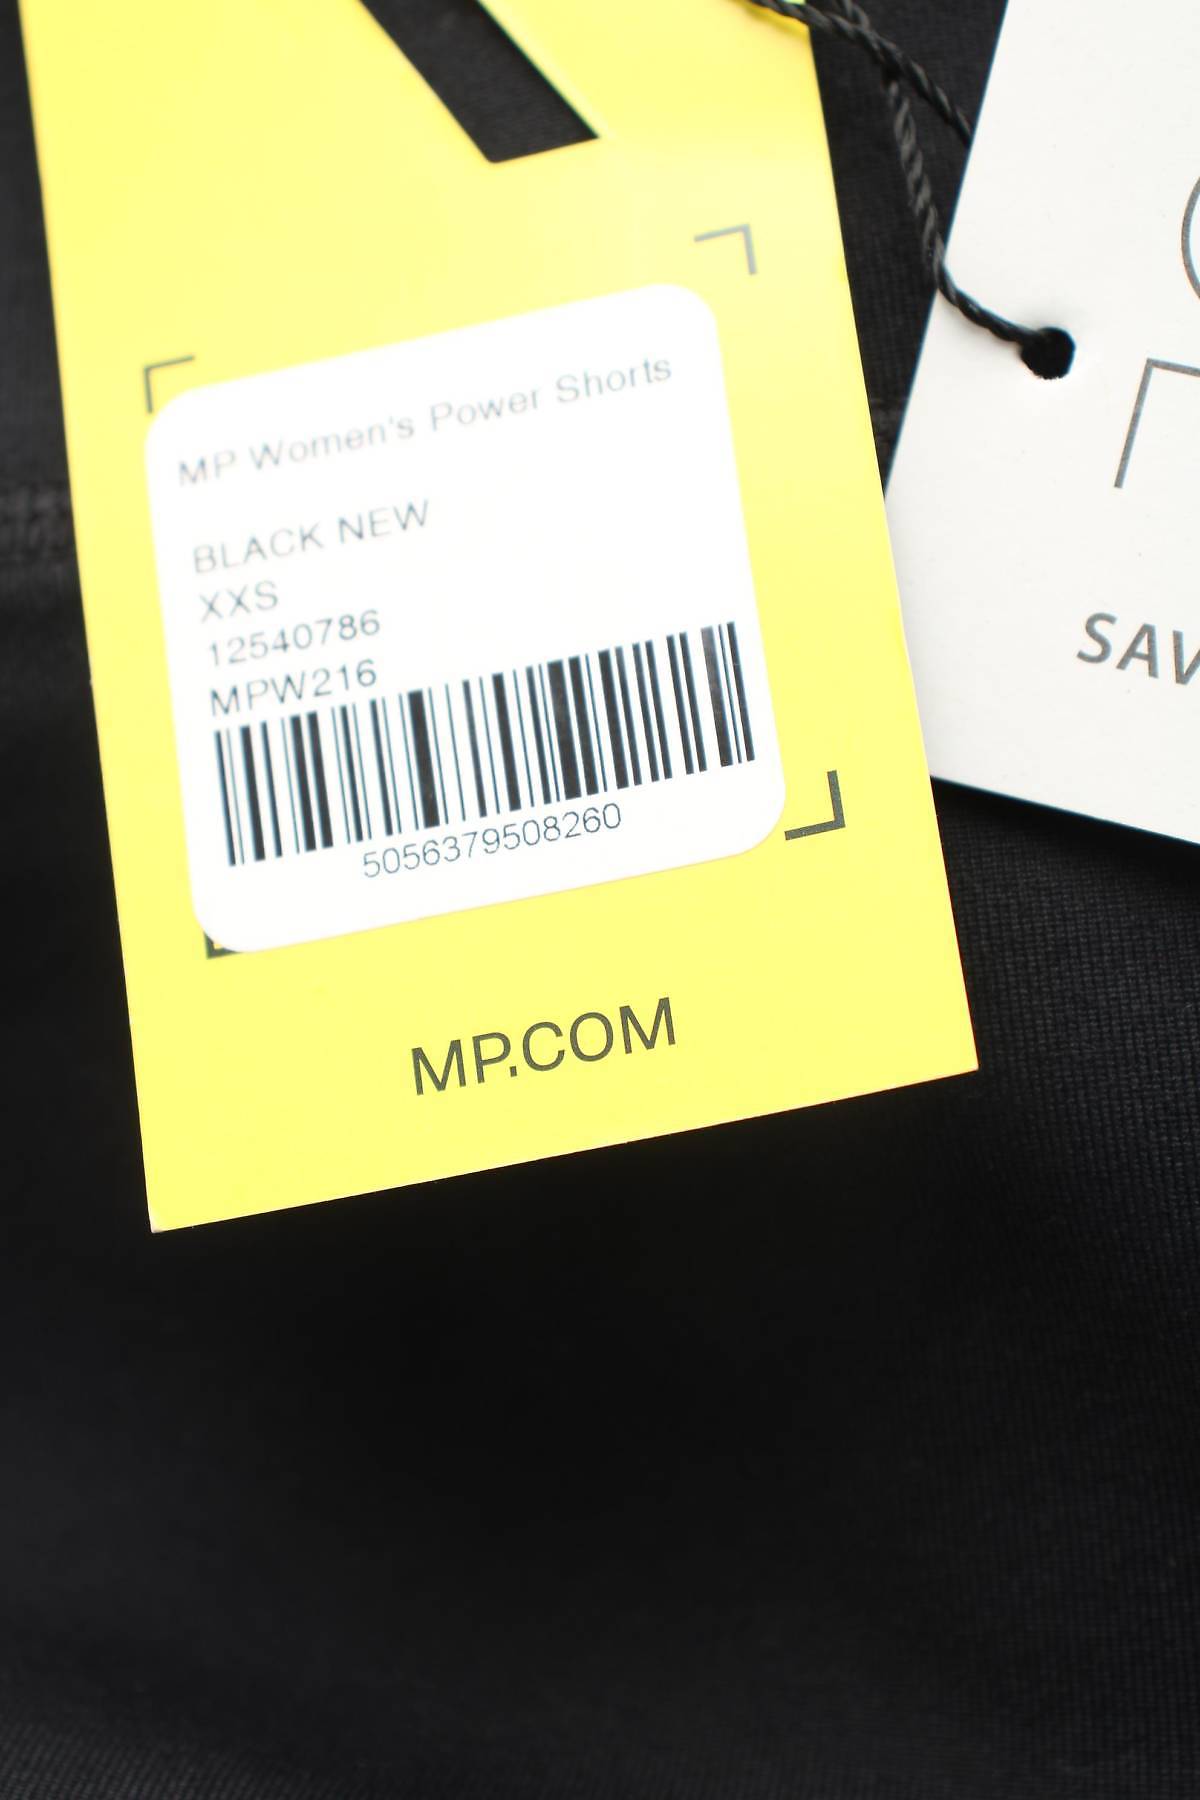 MP Women's Power Shorts
BLACK NEW
XXS
12540786
MPW216
5056379508260
MP.COM
SAV